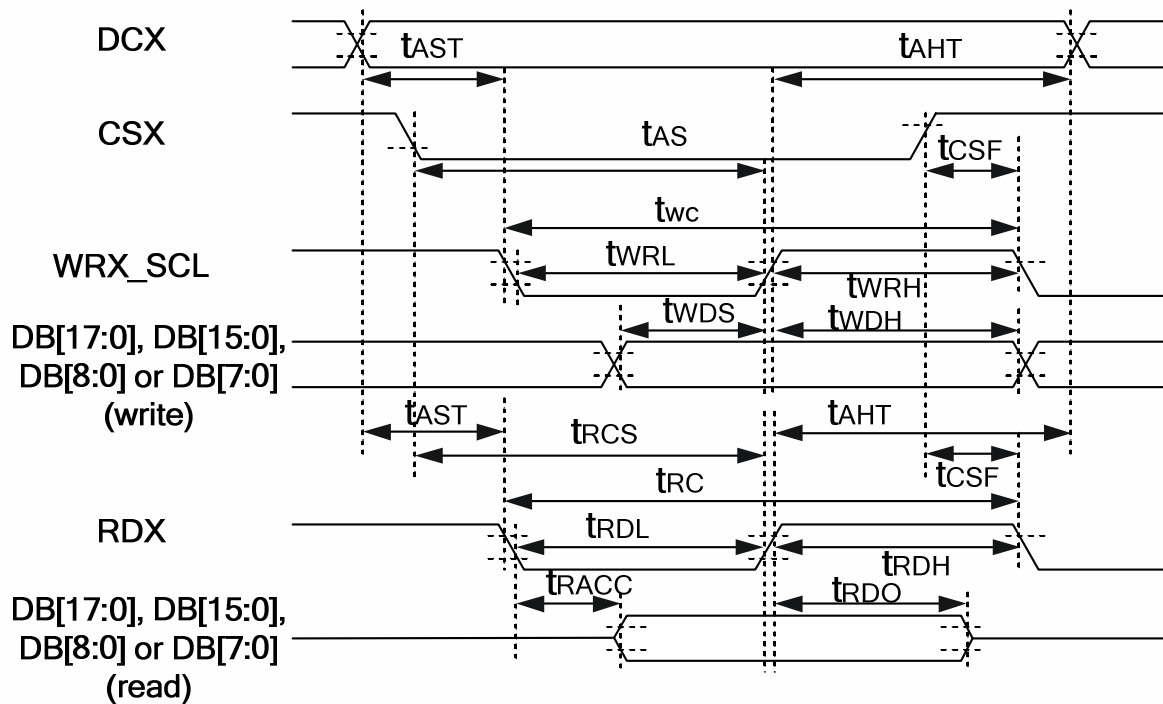 DCX
tAST
tAHT
CSX
tAS
tCSF
twc
WRX_SCL
tWRL
tWRH
tWDS
tWDH
DB[17:0], DB[15:0],
DB[8:0] or DB[7:0]
(write)
tAST
tRCS
tAHT
tCSF
tRC
RDX
tRDL
tRDH
tRACC
tRDO
DB[17:0], DB[15:0],
DB[8:0] or DB[7:0]
(read)